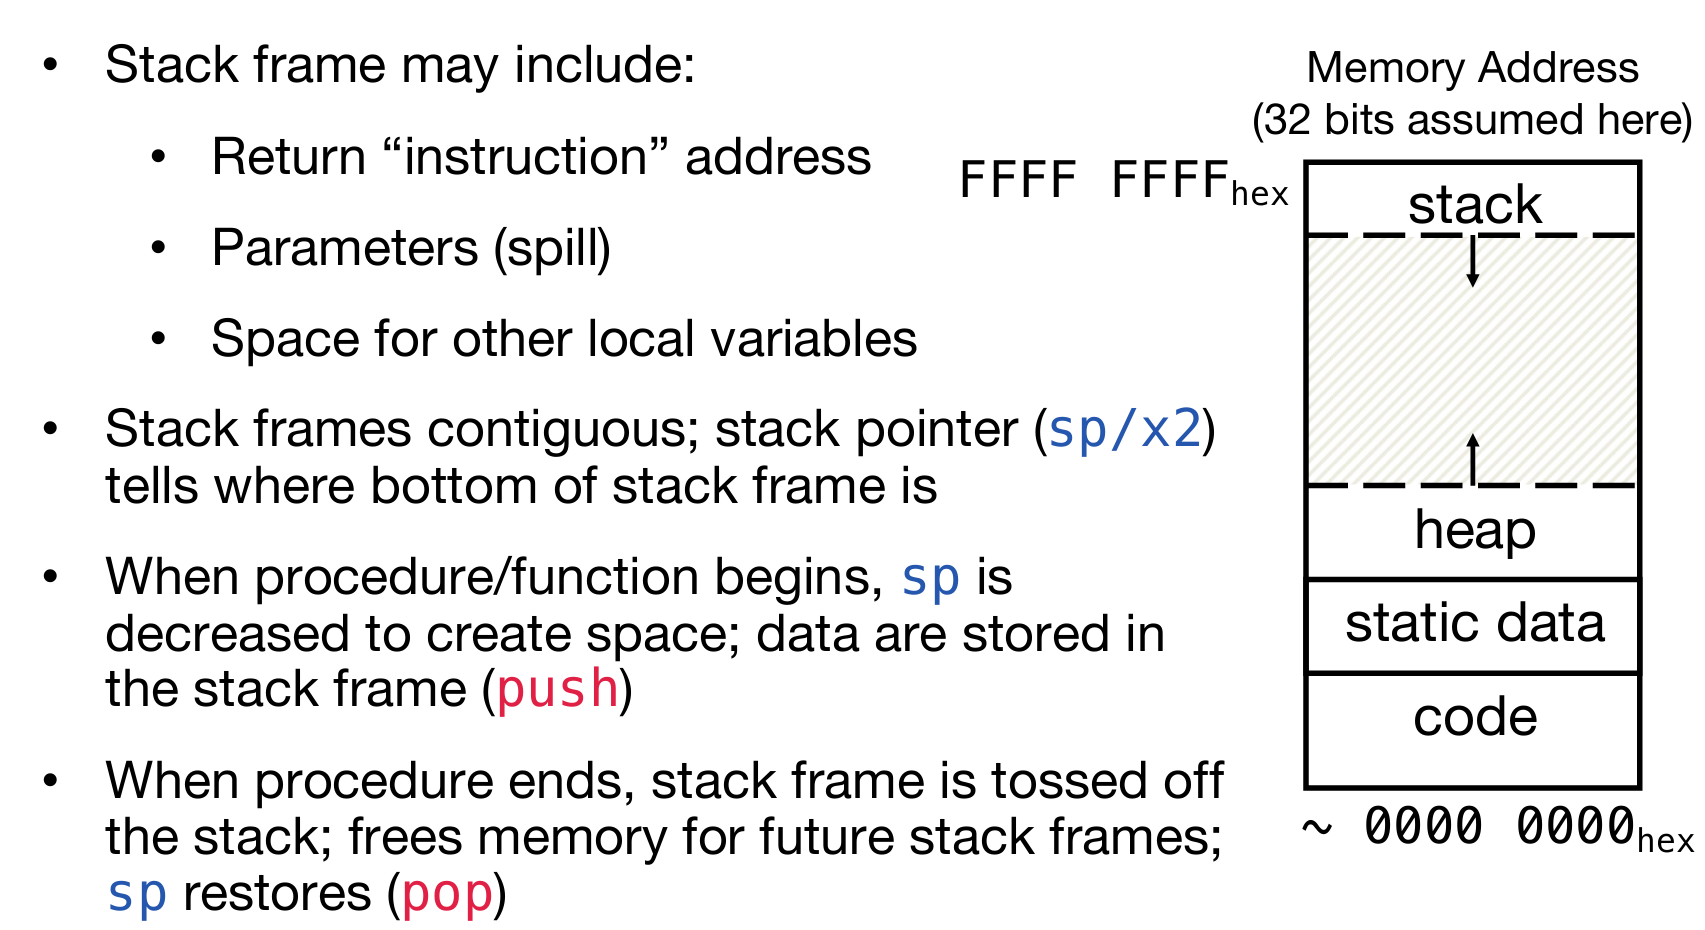 • Stack frame may include:
• Return “instruction” address
• Parameters (spill)
• Space for other local variables
• Stack frames contiguous; stack pointer (sp/x2)
tells where bottom of stack frame is
• When procedure/function begins, sp is
decreased to create space; data are stored in
the stack frame (push)
• When procedure ends, stack frame is tossed off
the stack; frees memory for future stack frames;
sp restores (pop)
Memory Address
(32 bits assumed here)
FFFF FFFFhex
stack
heap
static data
code
~ 0000 0000hex